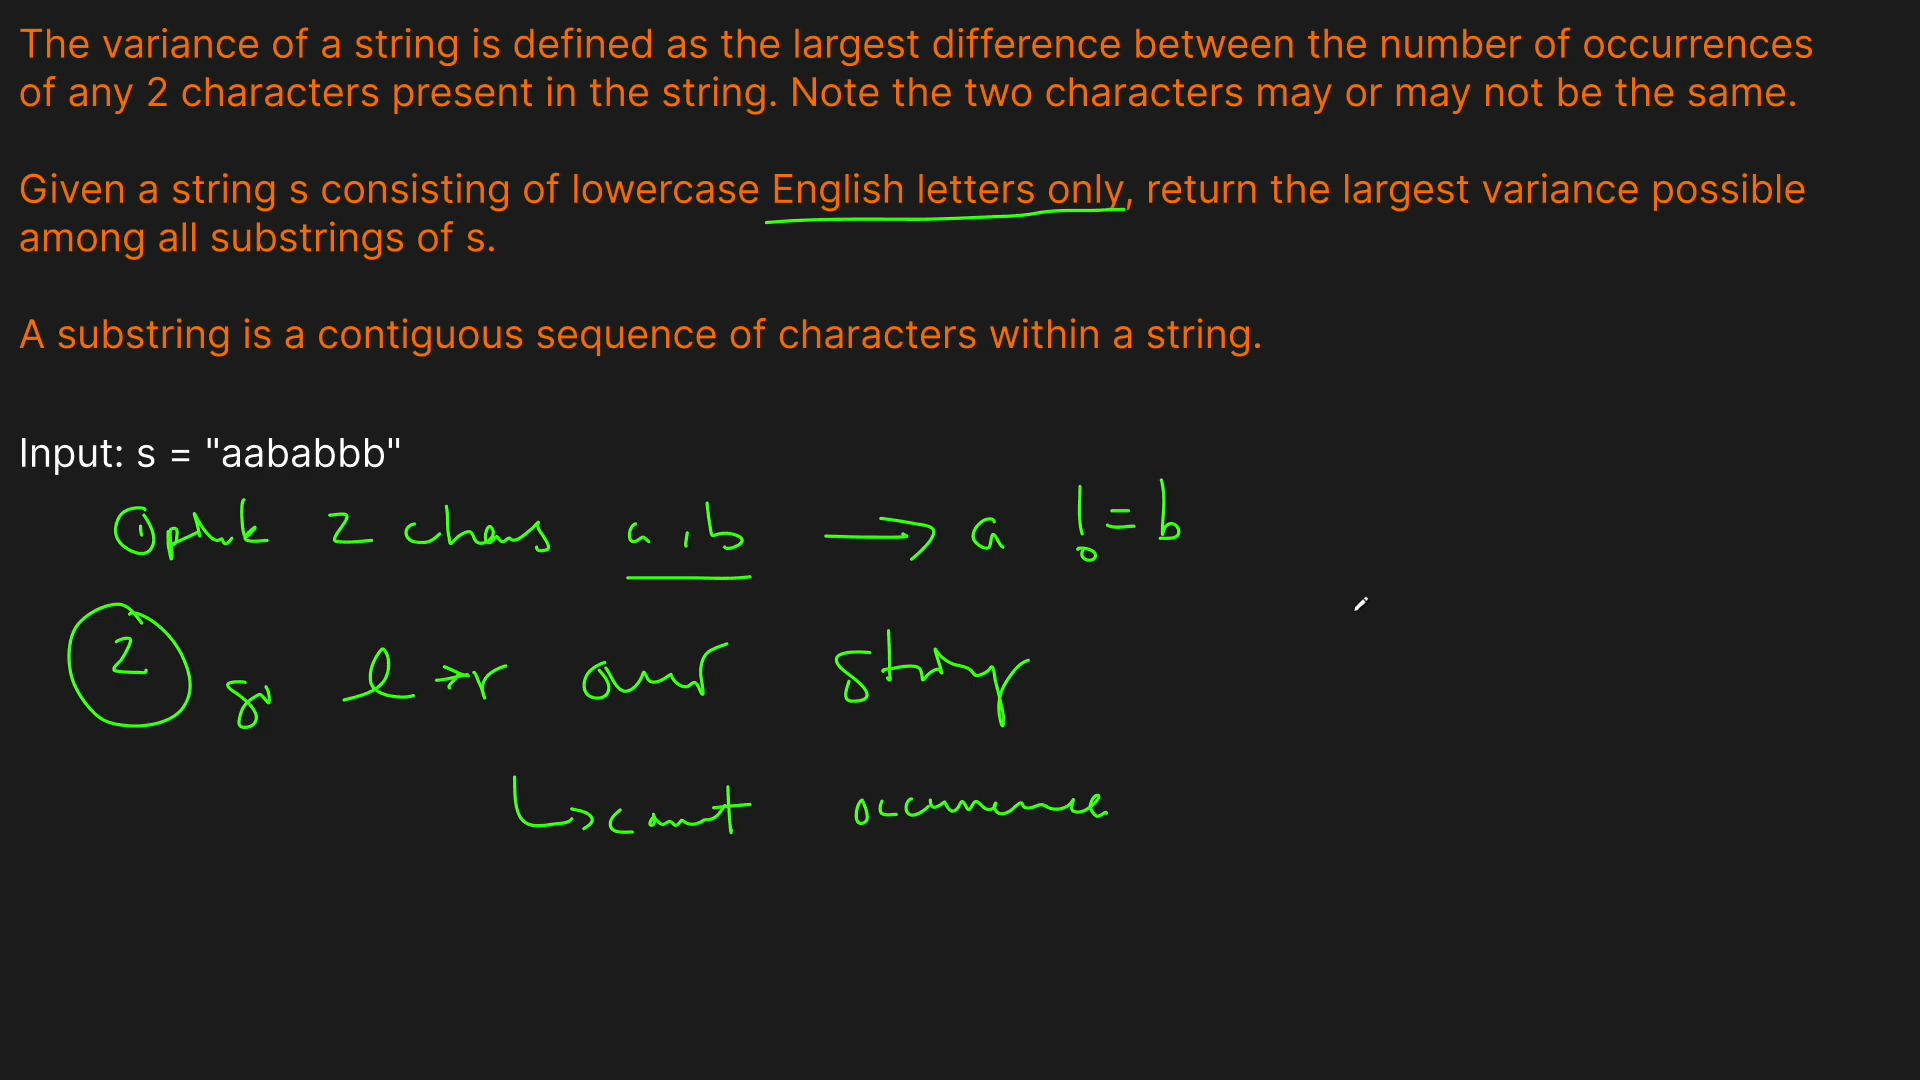 The variance of a string is defined as the largest difference between the number of occurrences
of any 2 characters present in the string. Note the two characters may or may not be the same.
Given a string s consisting of lowercase English letters only, return the largest variance possible
among all substrings of s.
A substring is a contiguous sequence of characters within a string.
Input: s = "aababbb"
① pick 2 chars a, b → a != b
② go l → r over string
↳ count occurrence